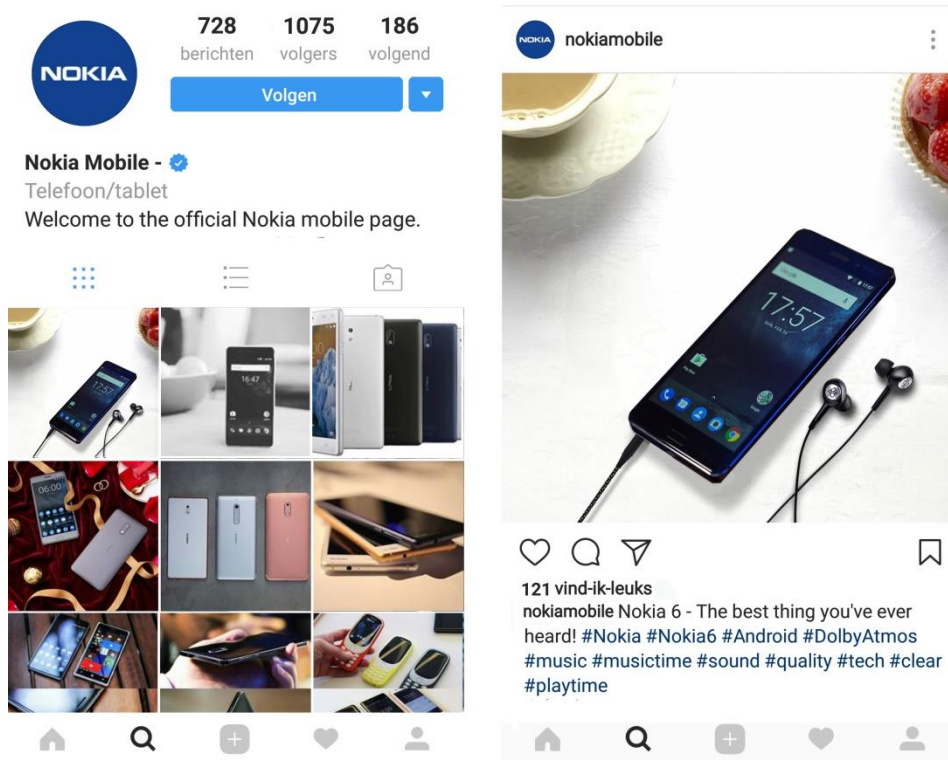 728 1075 186
berichten volgers volgend
NOKIA
Volgen
Nokia Mobile -
Telefoon/tablet
Welcome to the official Nokia mobile page.
17:57
16:47
06:00
NOKIA nokiamobile
17:57
121 vind-ik-leuks
nokiamobile Nokia 6 - The best thing you've ever
heard! #Nokia #Nokia6 #Android #DolbyAtmos
#music #musictime #sound #quality #tech #clear
#playtime